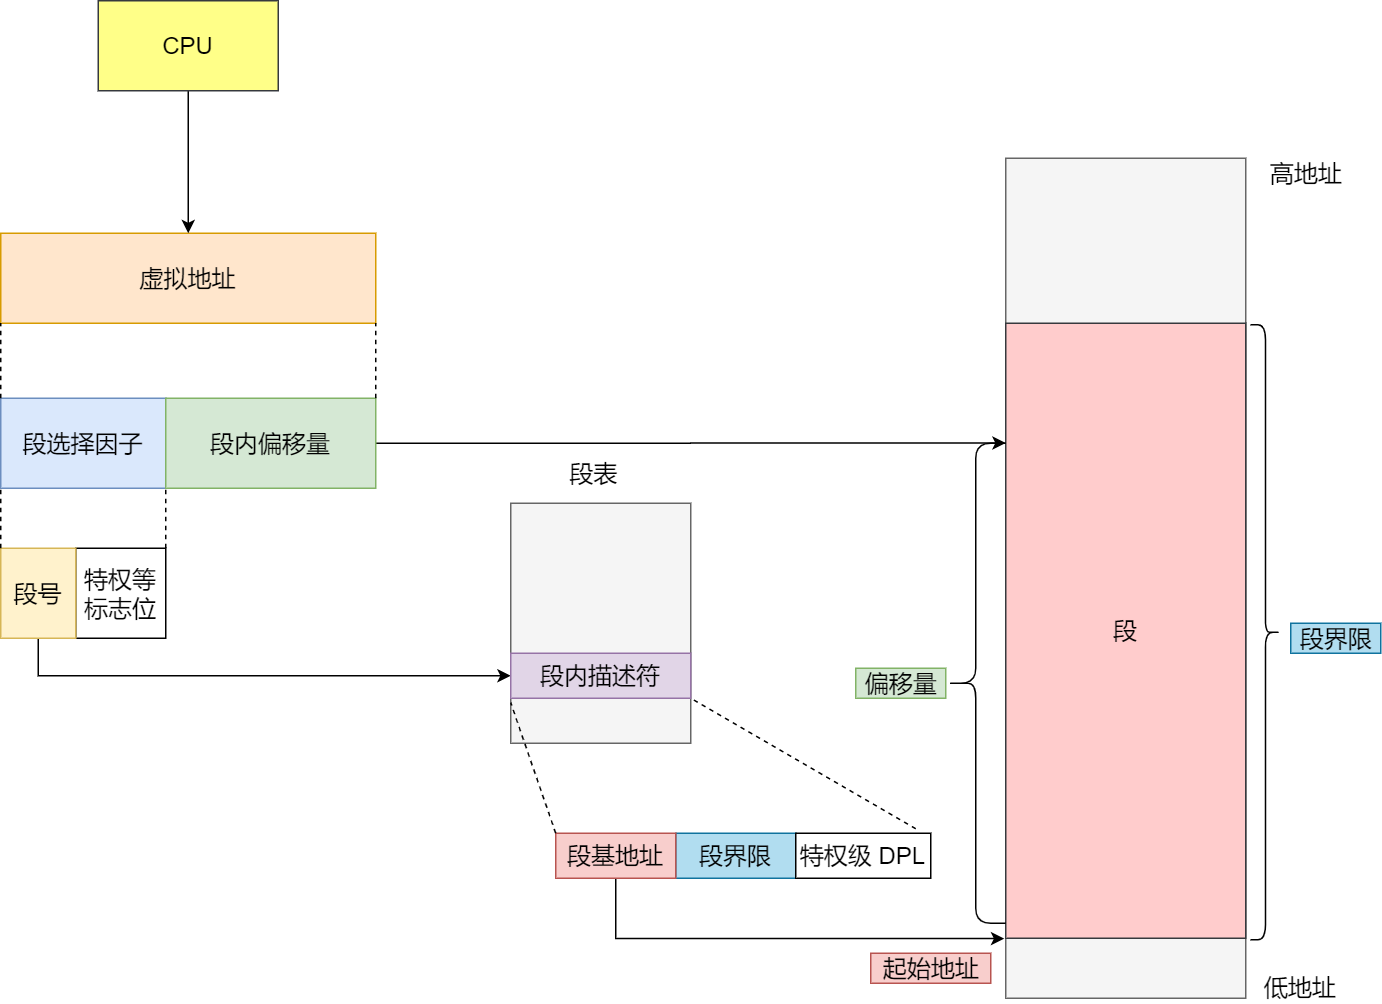 CPU
高地址
虚拟地址
段选择因子
段内偏移量
段表
段号
特权等
标志位
段
段界限
段内描述符
偏移量
段基地址
段界限
特权级 DPL
起始地址
低地址